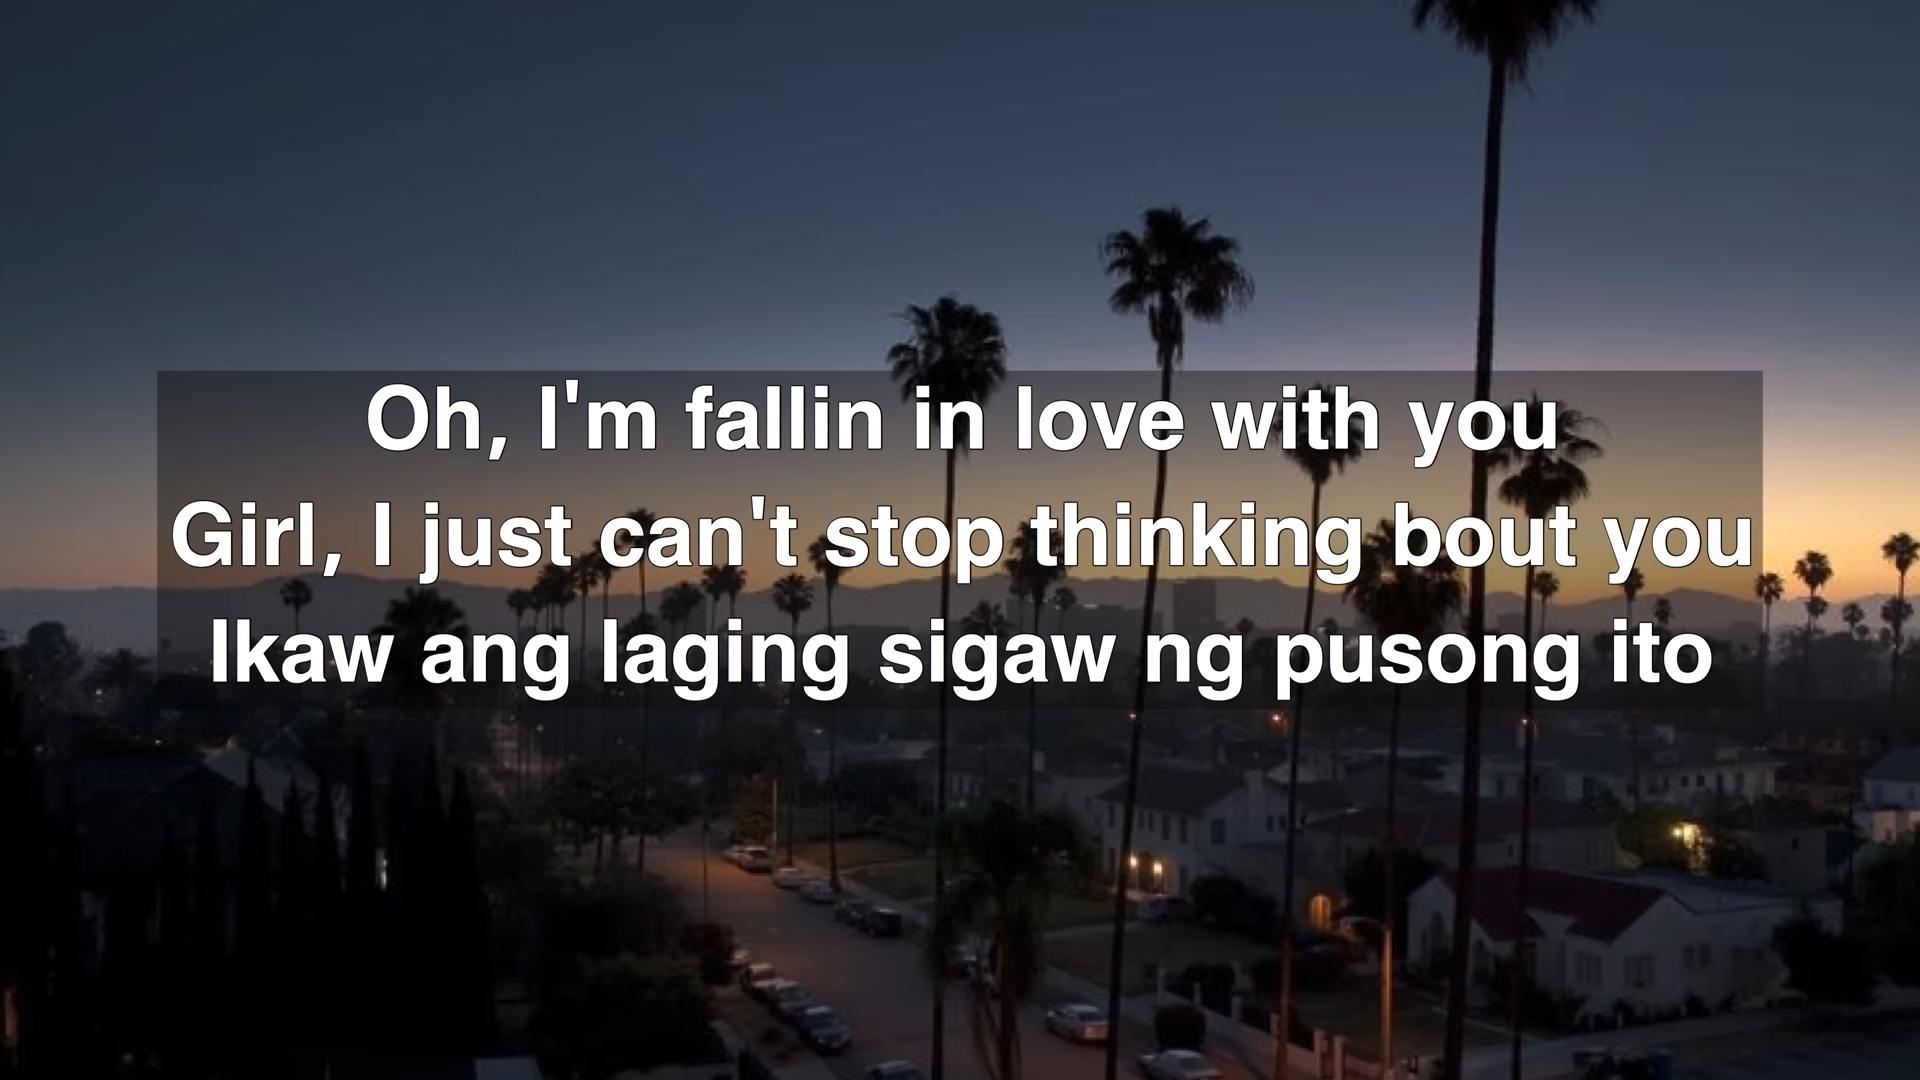 Oh, I'm fallin in love with you
Girl, I just can't stop thinking bout you
Ikaw ang laging sigaw ng pusong ito